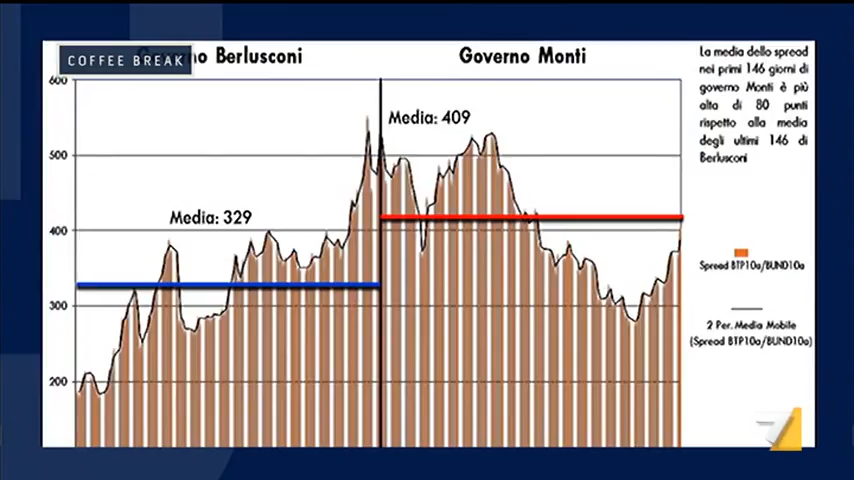 COFFEE BREAK
no Berlusconi
Governo Monti
La media dello spread
nei primi 146 giorni di
governo Monti è più
alta di 80 punti
rispetto alla media
degli ultimi 146 di
Berlusconi
600
Media: 409
500
Media: 329
400
300
200
Spread BTP10a/BUND10a
2 Per. Media Mobile
(Spread BTP10a/BUND10a)